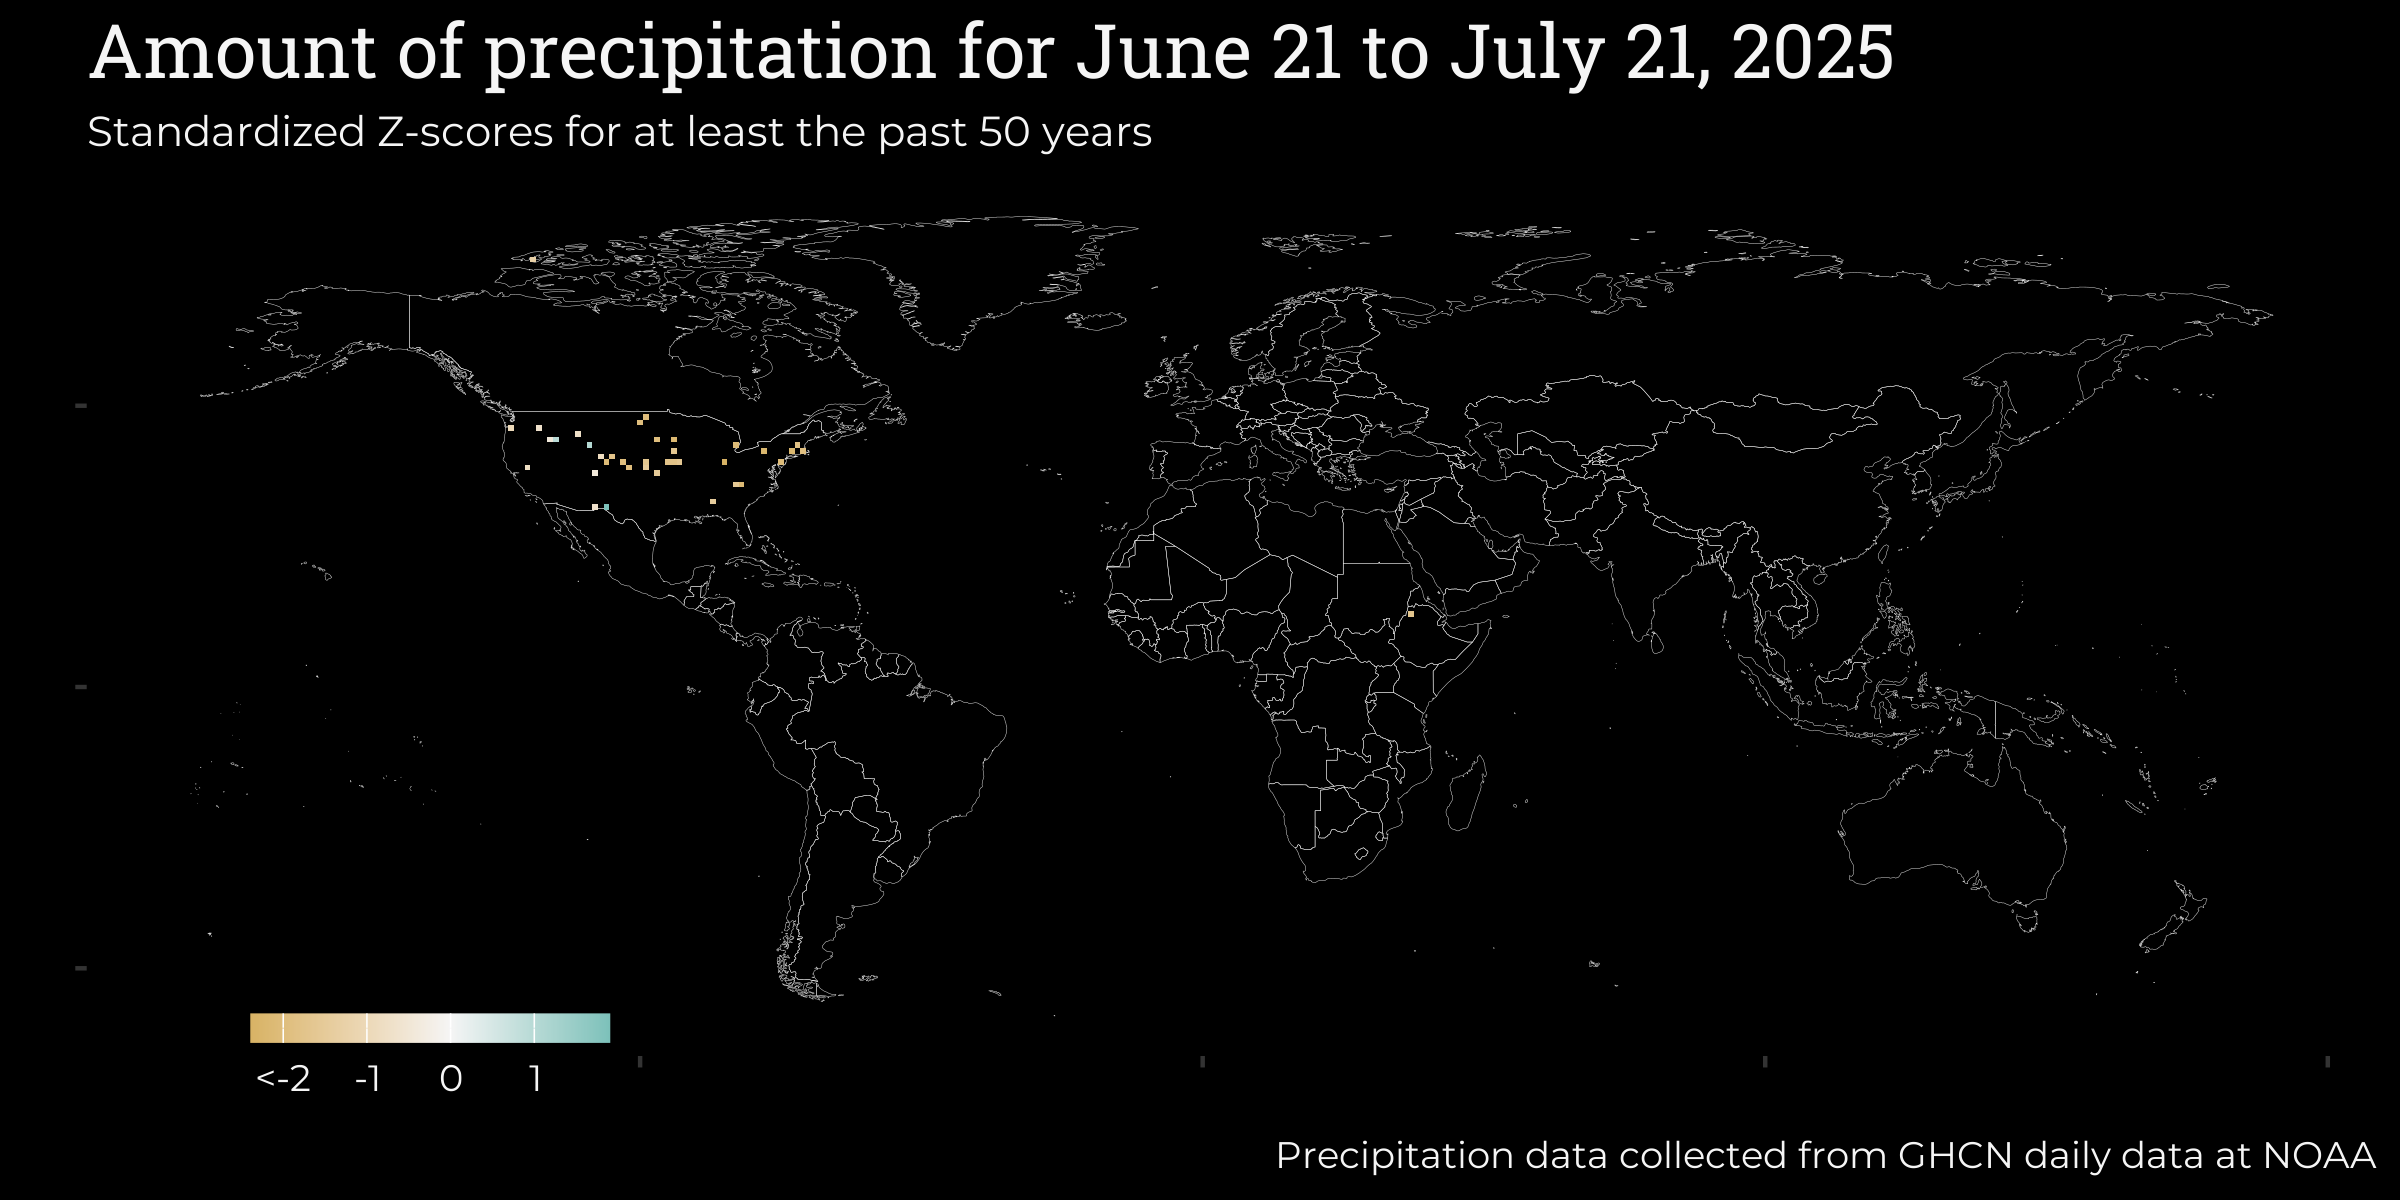 Amount of precipitation for June 21 to July 21, 2025
Standardized Z-scores for at least the past 50 years
<-2 -1 0 1
Precipitation data collected from GHCN daily data at NOAA